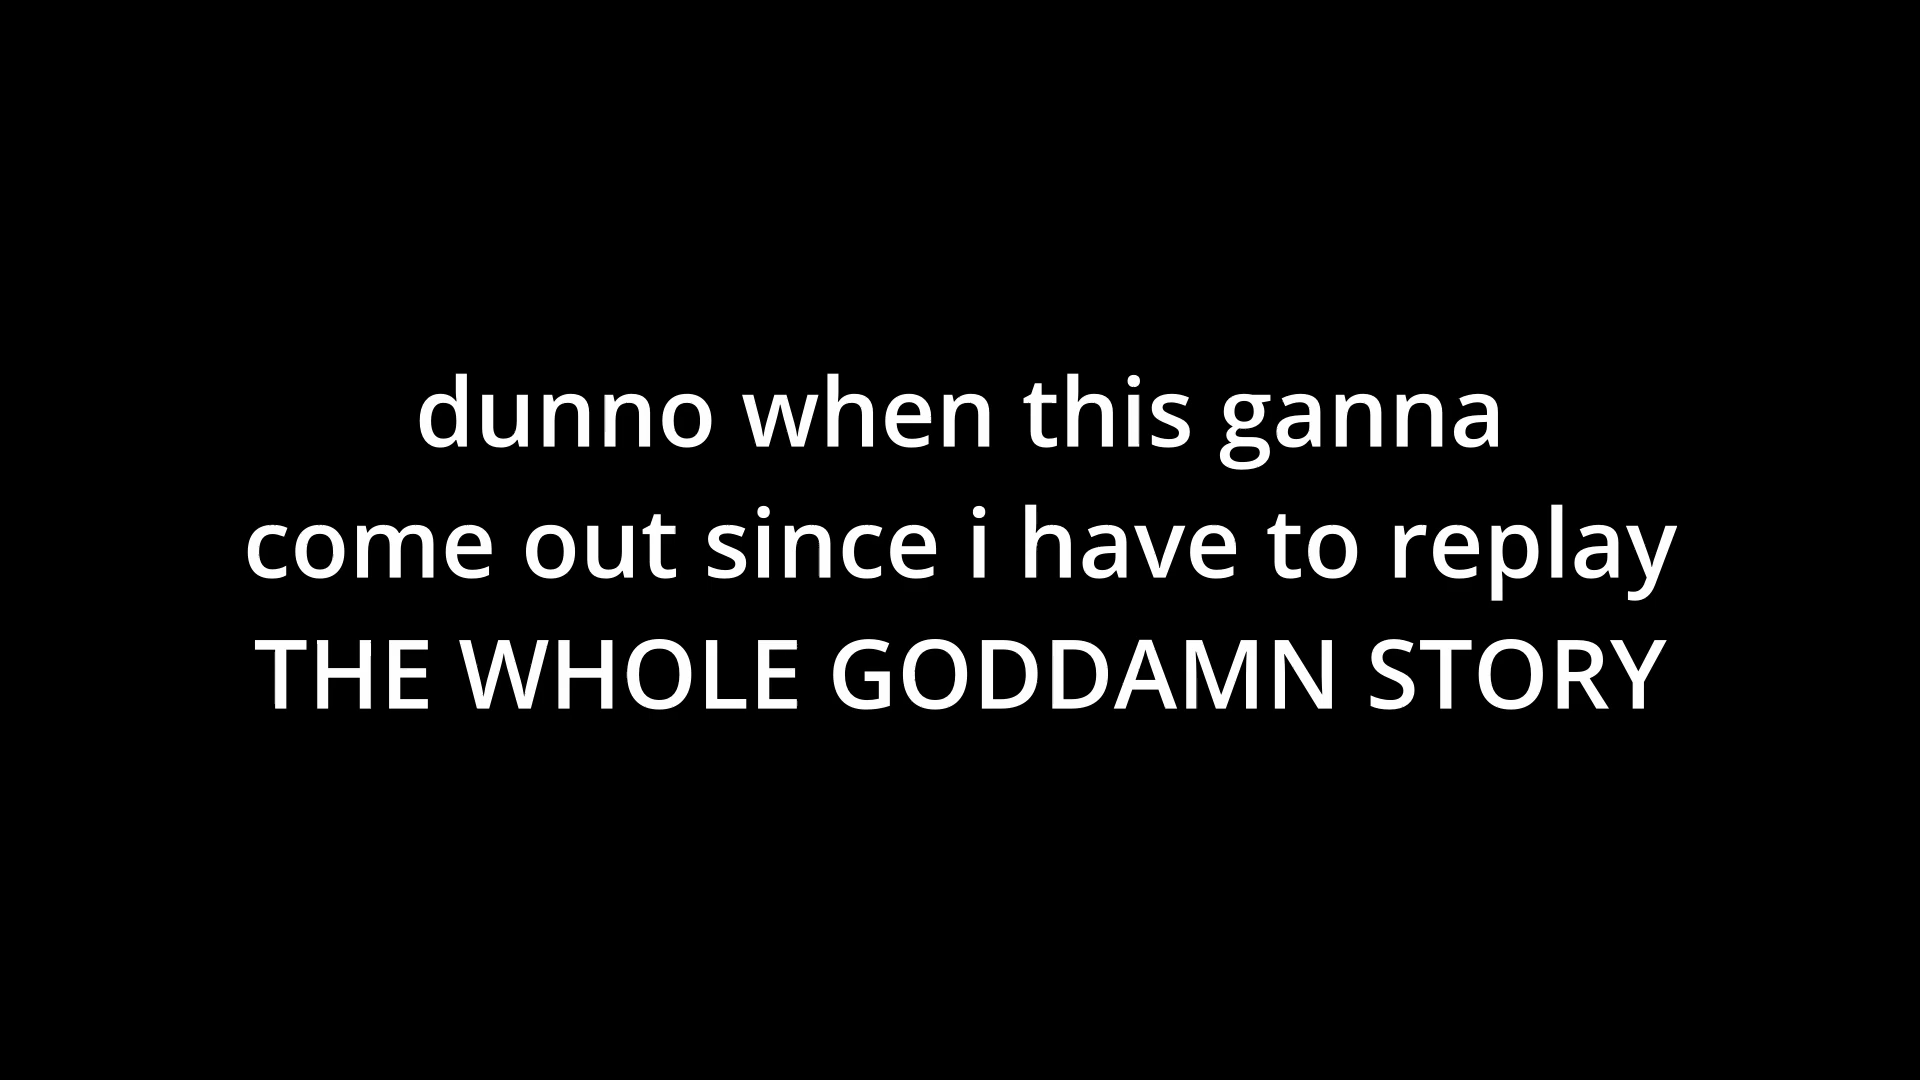 dunno when this ganna
come out since i have to replay
THE WHOLE GODDAMN STORY